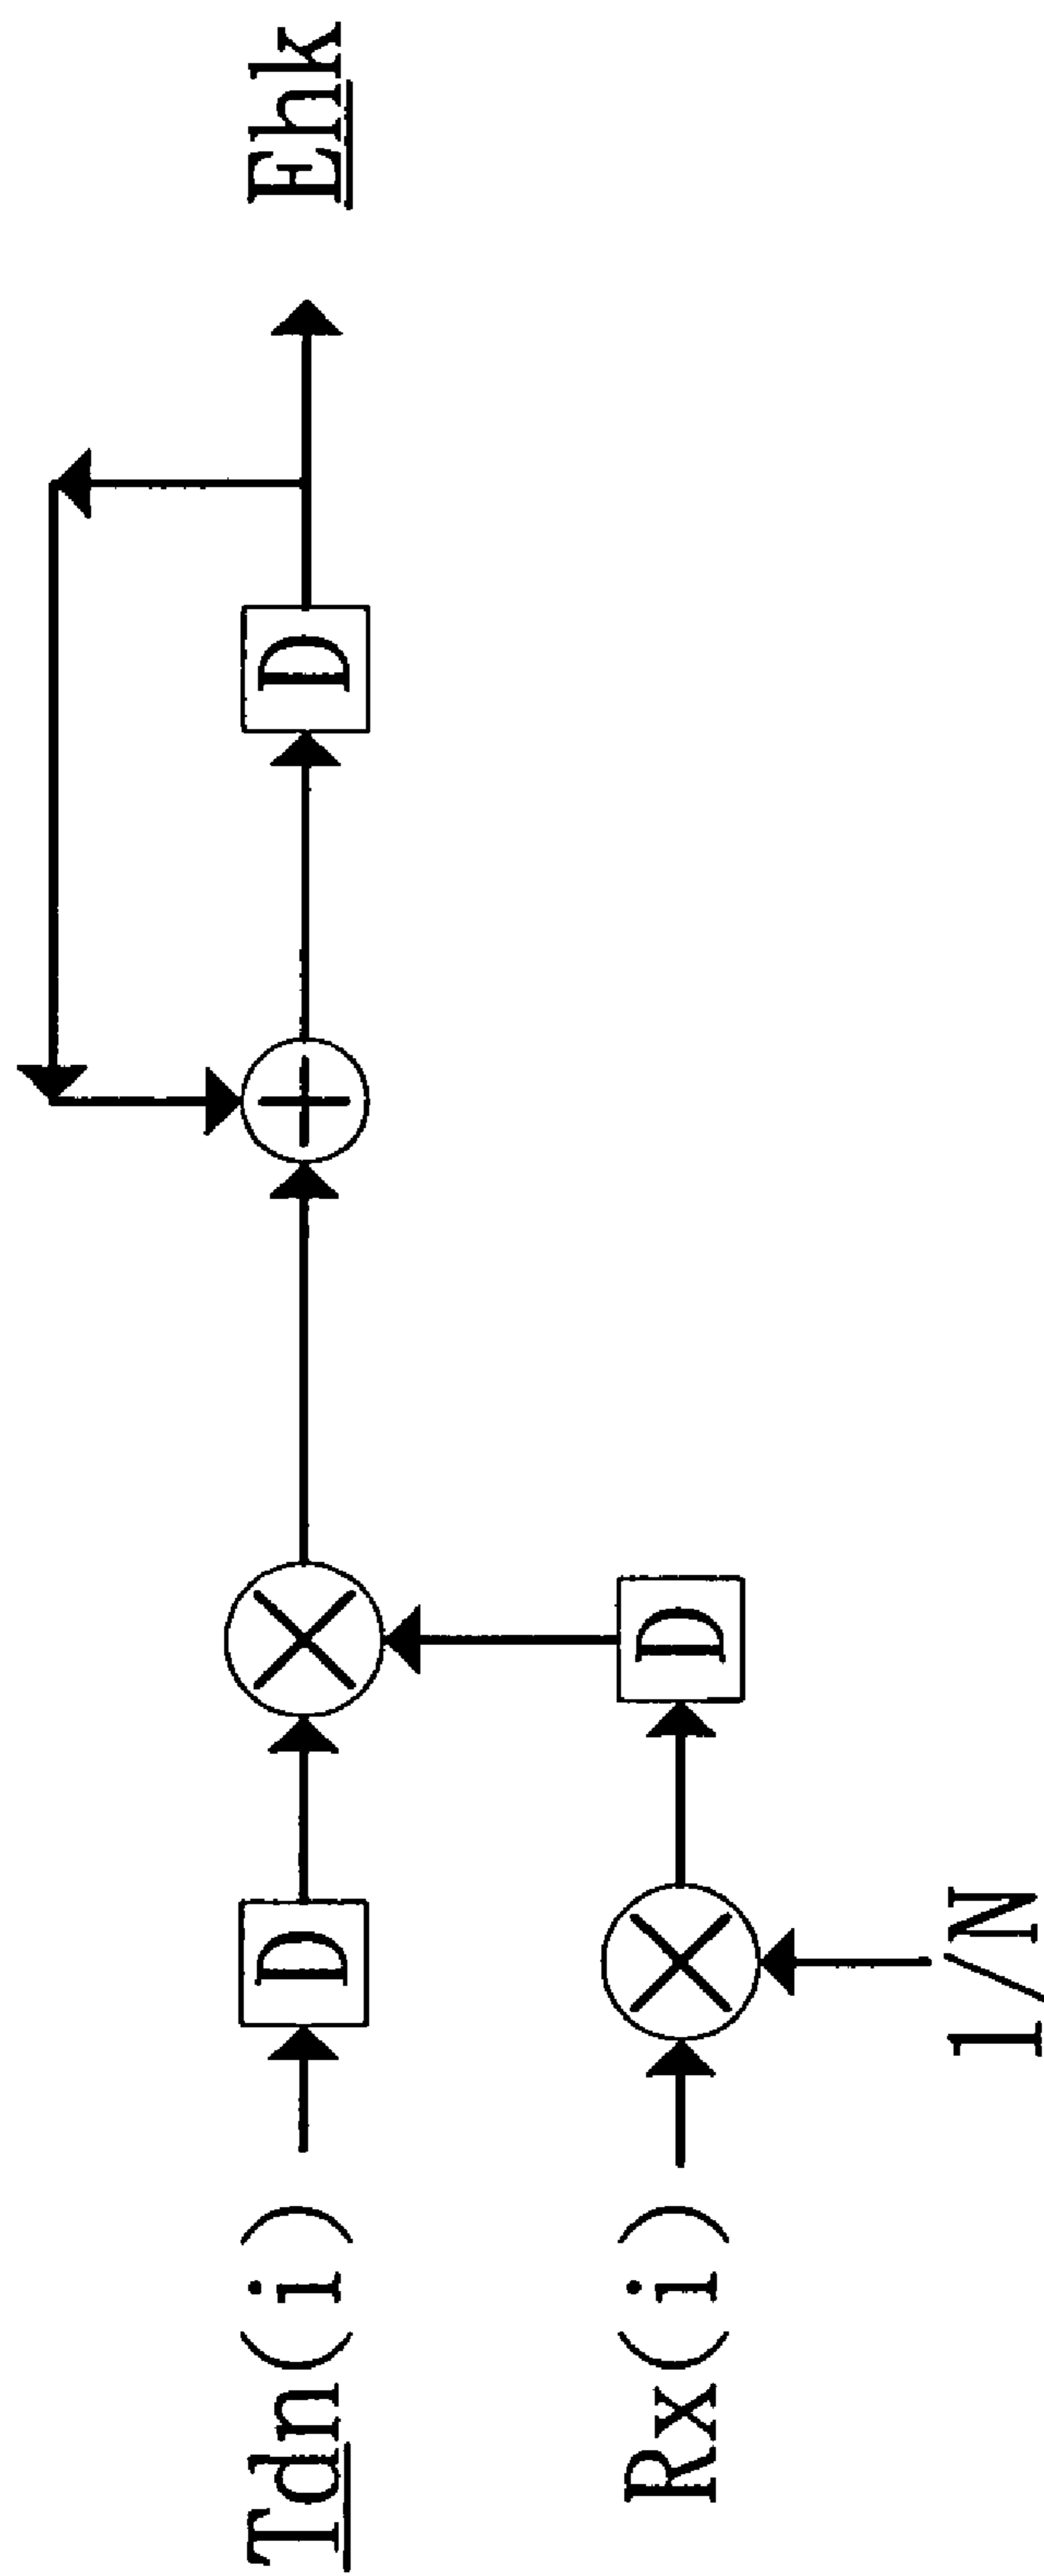 Tdn(i)
D
D
Ehk
Rx(i)
D
1/N